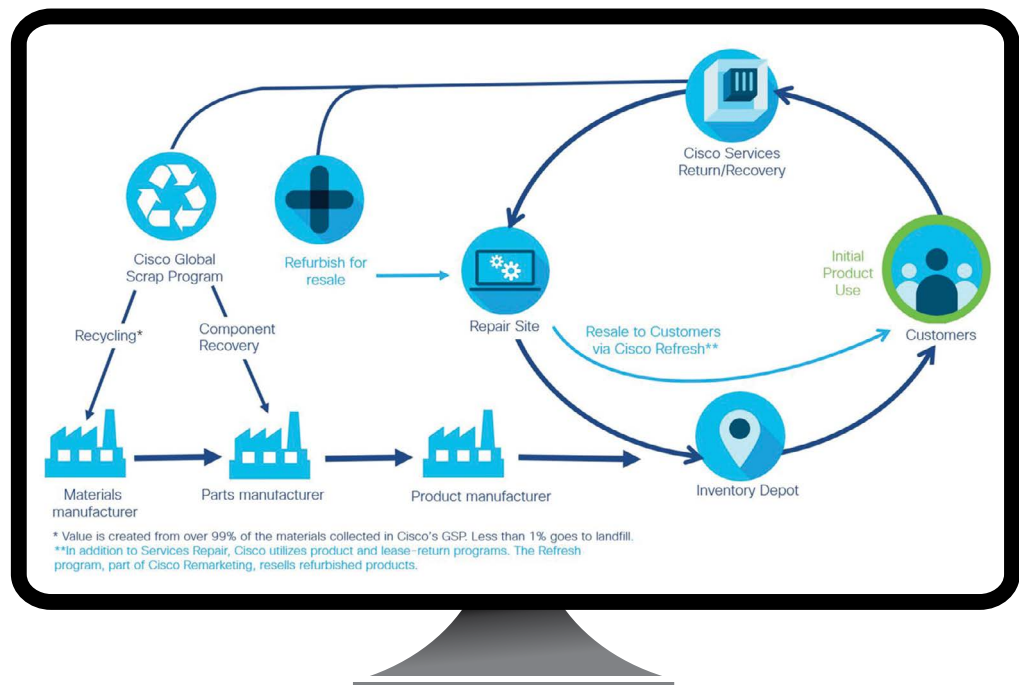 Cisco Services
Return/Recovery
Cisco Global
Scrap Program
Refurbish for
resale
Initial
Product
Use
Repair Site
Resale to Customers
via Cisco Refresh**
Customers
Recycling*
Component
Recovery
Materials
manufacturer
Parts manufacturer
Product manufacturer
Inventory Depot
* Value is created from over 99% of the materials collected in Cisco's GSP. Less than 1% goes to landfill.
**In addition to Services Repair, Cisco utilizes product and lease-return programs. The Refresh
program, part of Cisco Remarketing, resells refurbished products.